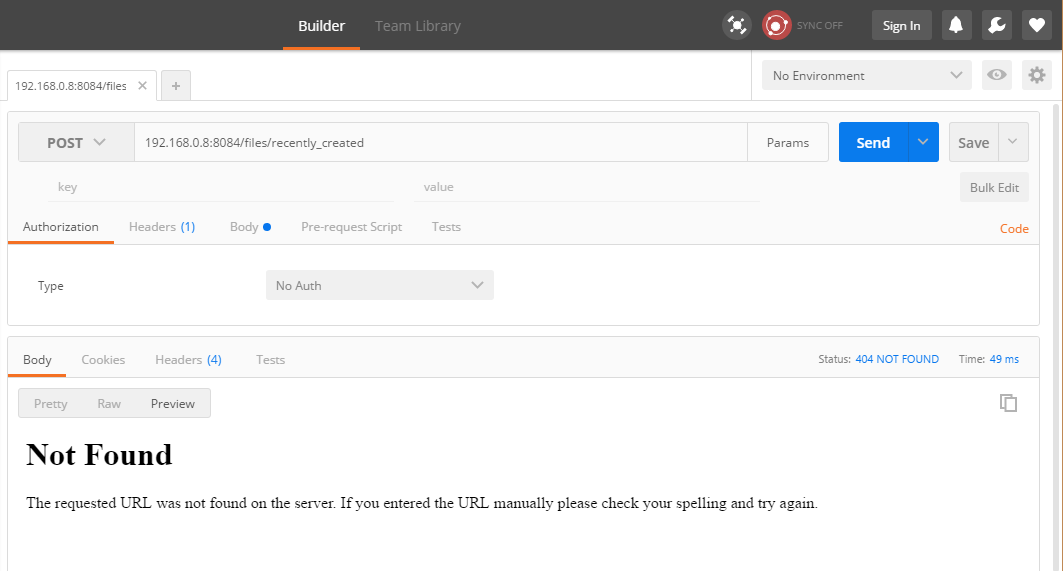 Builder Team Library SYNC OFF Sign In
192.168.0.8:8084/files No Environment
POST 192.168.0.8:8084/files/recently_created Params Send Save
key value Bulk Edit
Authorization Headers (1) Body Pre-request Script Tests Code
Type No Auth
Body Cookies Headers (4) Tests Status: 404 NOT FOUND Time: 49 ms
Pretty Raw Preview
Not Found
The requested URL was not found on the server. If you entered the URL manually please check your spelling and try again.